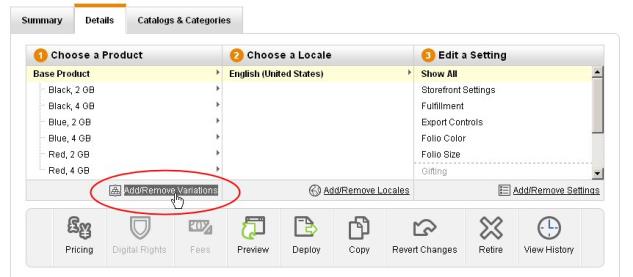 Summary Details Catalogs & Categories
1 Choose a Product 2 Choose a Locale 3 Edit a Setting
Base Product English (United States) Show All
Black, 2 GB Storefront Settings
Black, 4 GB Fulfillment
Blue, 2 GB Export Controls
Blue, 4 GB Folio Color
Red, 2 GB Folio Size
Red, 4 GB Gifting
Add/Remove Variations Add/Remove Locales Add/Remove Settings
Pricing Digital Rights Fees Preview Deploy Copy Revert Changes Retire View History